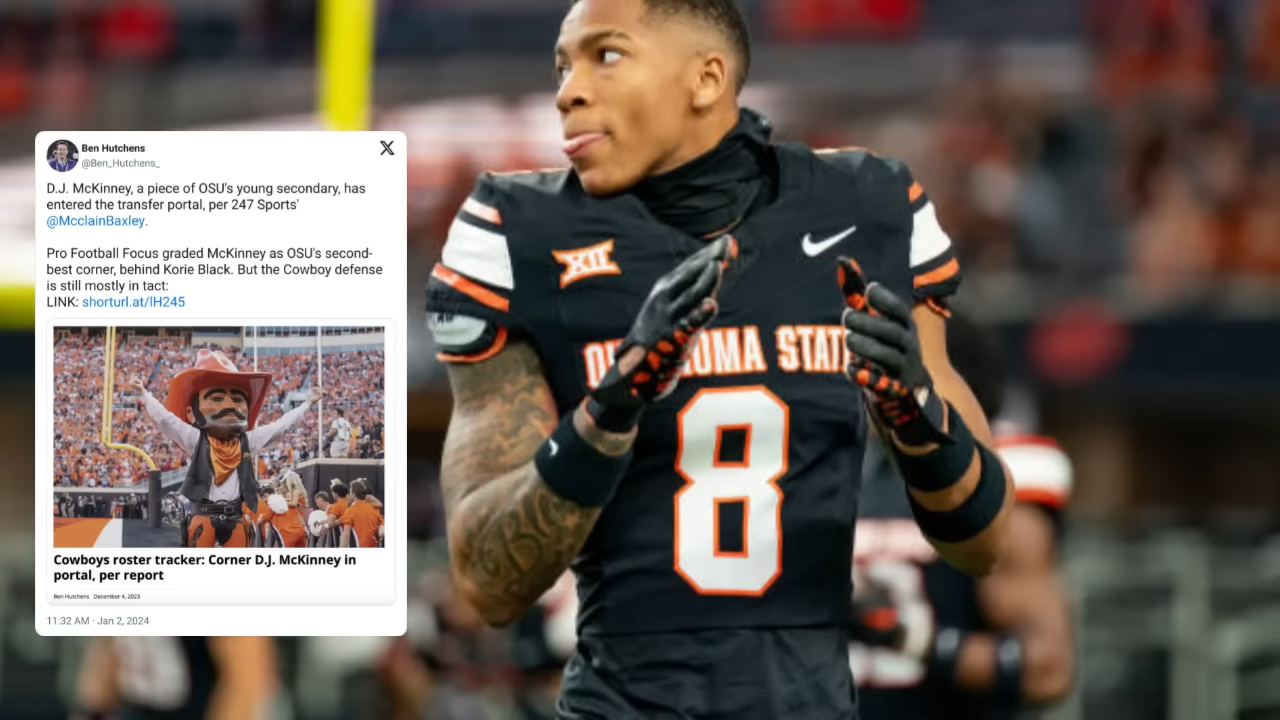 Ben Hutchens
@Ben_Hutchens_
D.J. McKinney, a piece of OSU's young secondary, has
entered the transfer portal, per 247 Sports'
@McclainBaxley.
Pro Football Focus graded McKinney as OSU's second-
best corner, behind Korie Black. But the Cowboy defense
is still mostly in tact:
LINK: shorturl.at/lH245
Cowboys roster tracker: Corner D.J. McKinney in
portal, per report
Ben Hutchens December 4, 2023
11:32 AM · Jan 2, 2024
XII
OKLAHOMA STATE
8